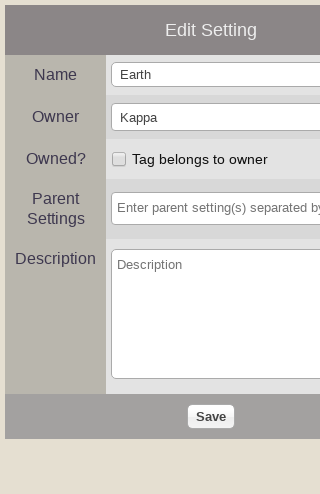 Edit Setting
Name
Earth
Owner
Kappa
Owned?
Tag belongs to owner
Parent
Settings
Enter parent setting(s) separated by
Description
Description
Save